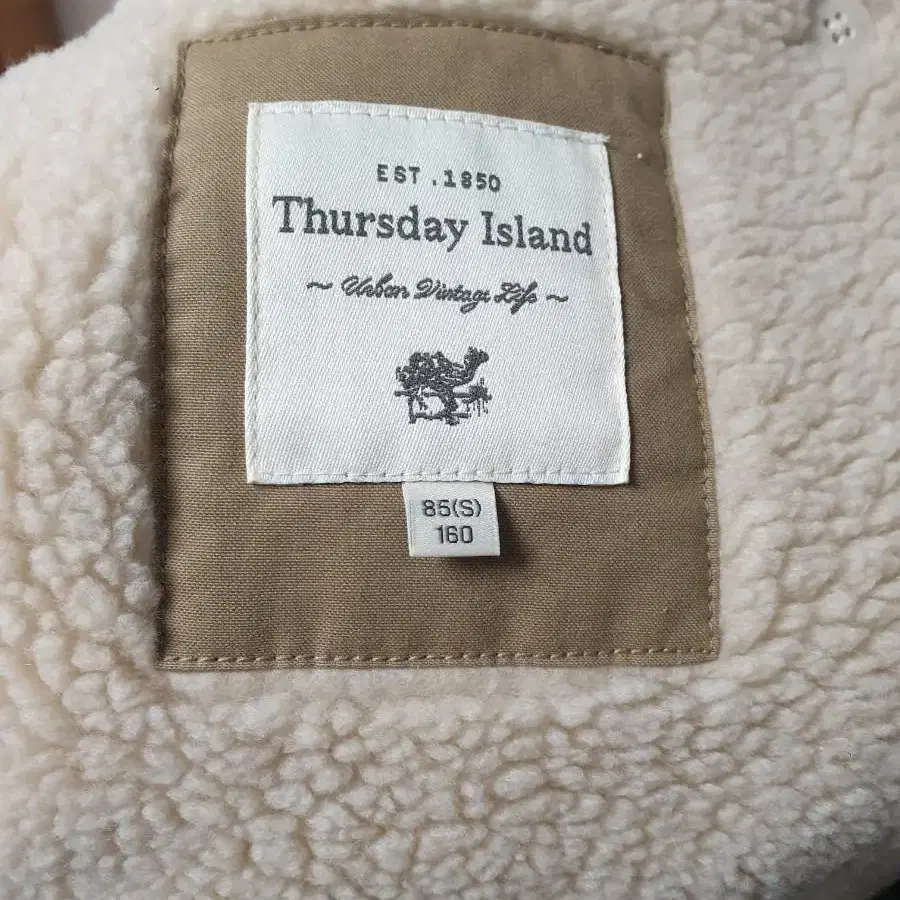 EST.1850
Thursday Island
~ Urban Vintage Life ~
85(S)
160